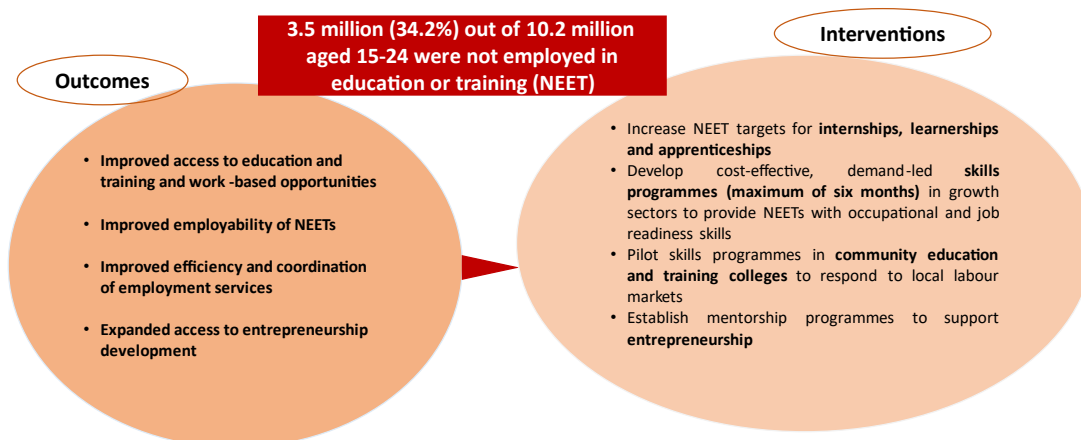 3.5 million (34.2%) out of 10.2 million
aged 15-24 were not employed in
education or training (NEET)
Outcomes
• Improved access to education and
training and work -based opportunities
• Improved employability of NEETs
• Improved efficiency and coordination
of employment services
• Expanded access to entrepreneurship
development
Interventions
• Increase NEET targets for internships, learnerships
and apprenticeships
• Develop cost-effective, demand-led skills
programmes (maximum of six months) in growth
sectors to provide NEETs with occupational and job
readiness skills
• Pilot skills programmes in community education
and training colleges to respond to local labour
markets
• Establish mentorship programmes to support
entrepreneurship